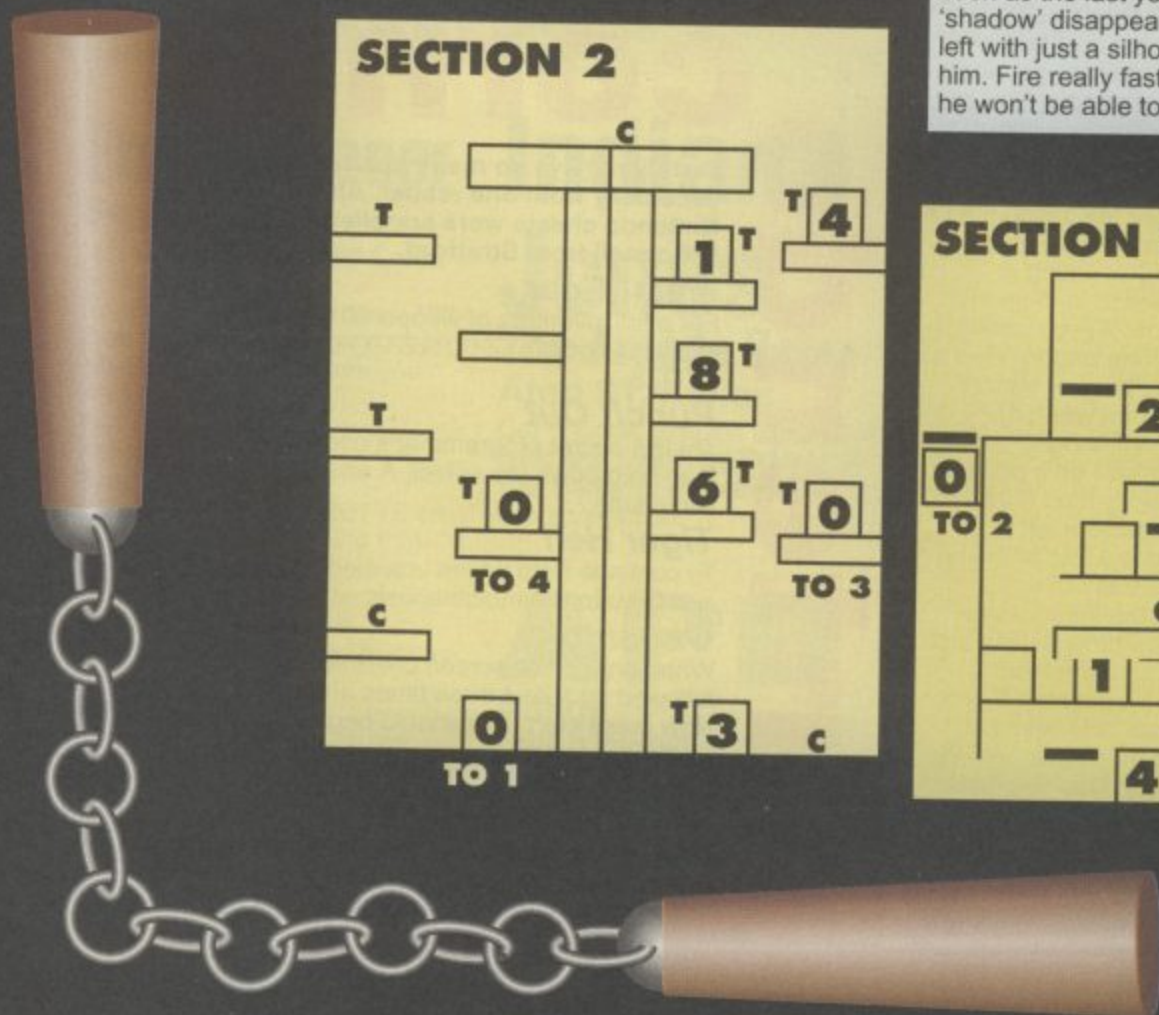 'shadow' disappea
left with just a silho
him. Fire really fast
he won't be able to
SECTION 2
C
T
T 4
1 T
8 T
T
T 0
6 T
T 0
TO 4
TO 3
C
0
T 3
C
TO 1
SECTION
2
0
TO 2
1
4